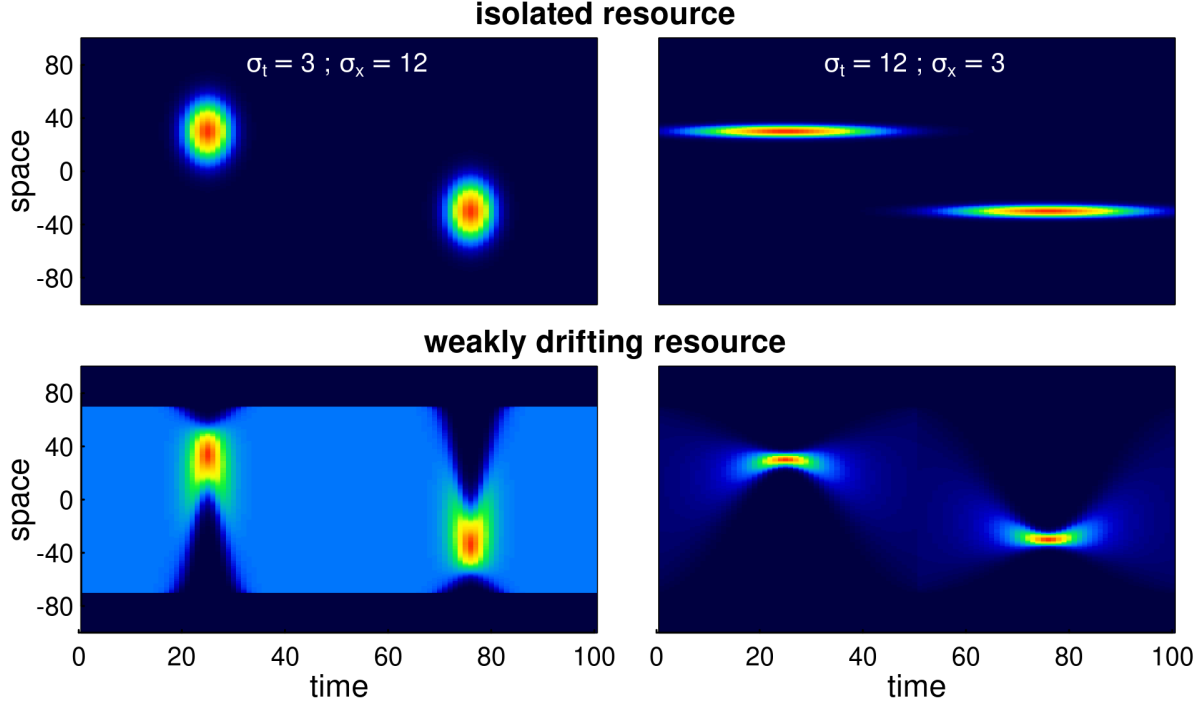 isolated resource
σt = 3 ; σx = 12
σt = 12 ; σx = 3
space
80
40
0
-40
-80
weakly drifting resource
space
80
40
0
-40
-80
0 20 40 60 80 100
0 20 40 60 80 100
time
time